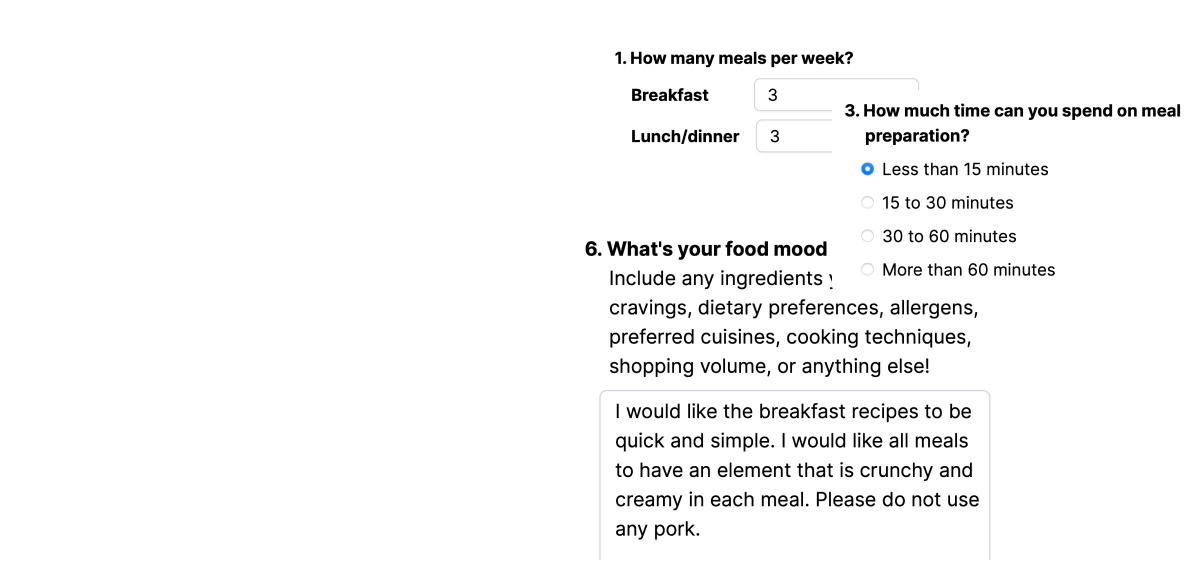 1. How many meals per week?
Breakfast 3
Lunch/dinner 3
3. How much time can you spend on meal
preparation?
Less than 15 minutes
15 to 30 minutes
30 to 60 minutes
More than 60 minutes
6. What's your food mood
Include any ingredients
cravings, dietary preferences, allergens,
preferred cuisines, cooking techniques,
shopping volume, or anything else!
I would like the breakfast recipes to be
quick and simple. I would like all meals
to have an element that is crunchy and
creamy in each meal. Please do not use
any pork.